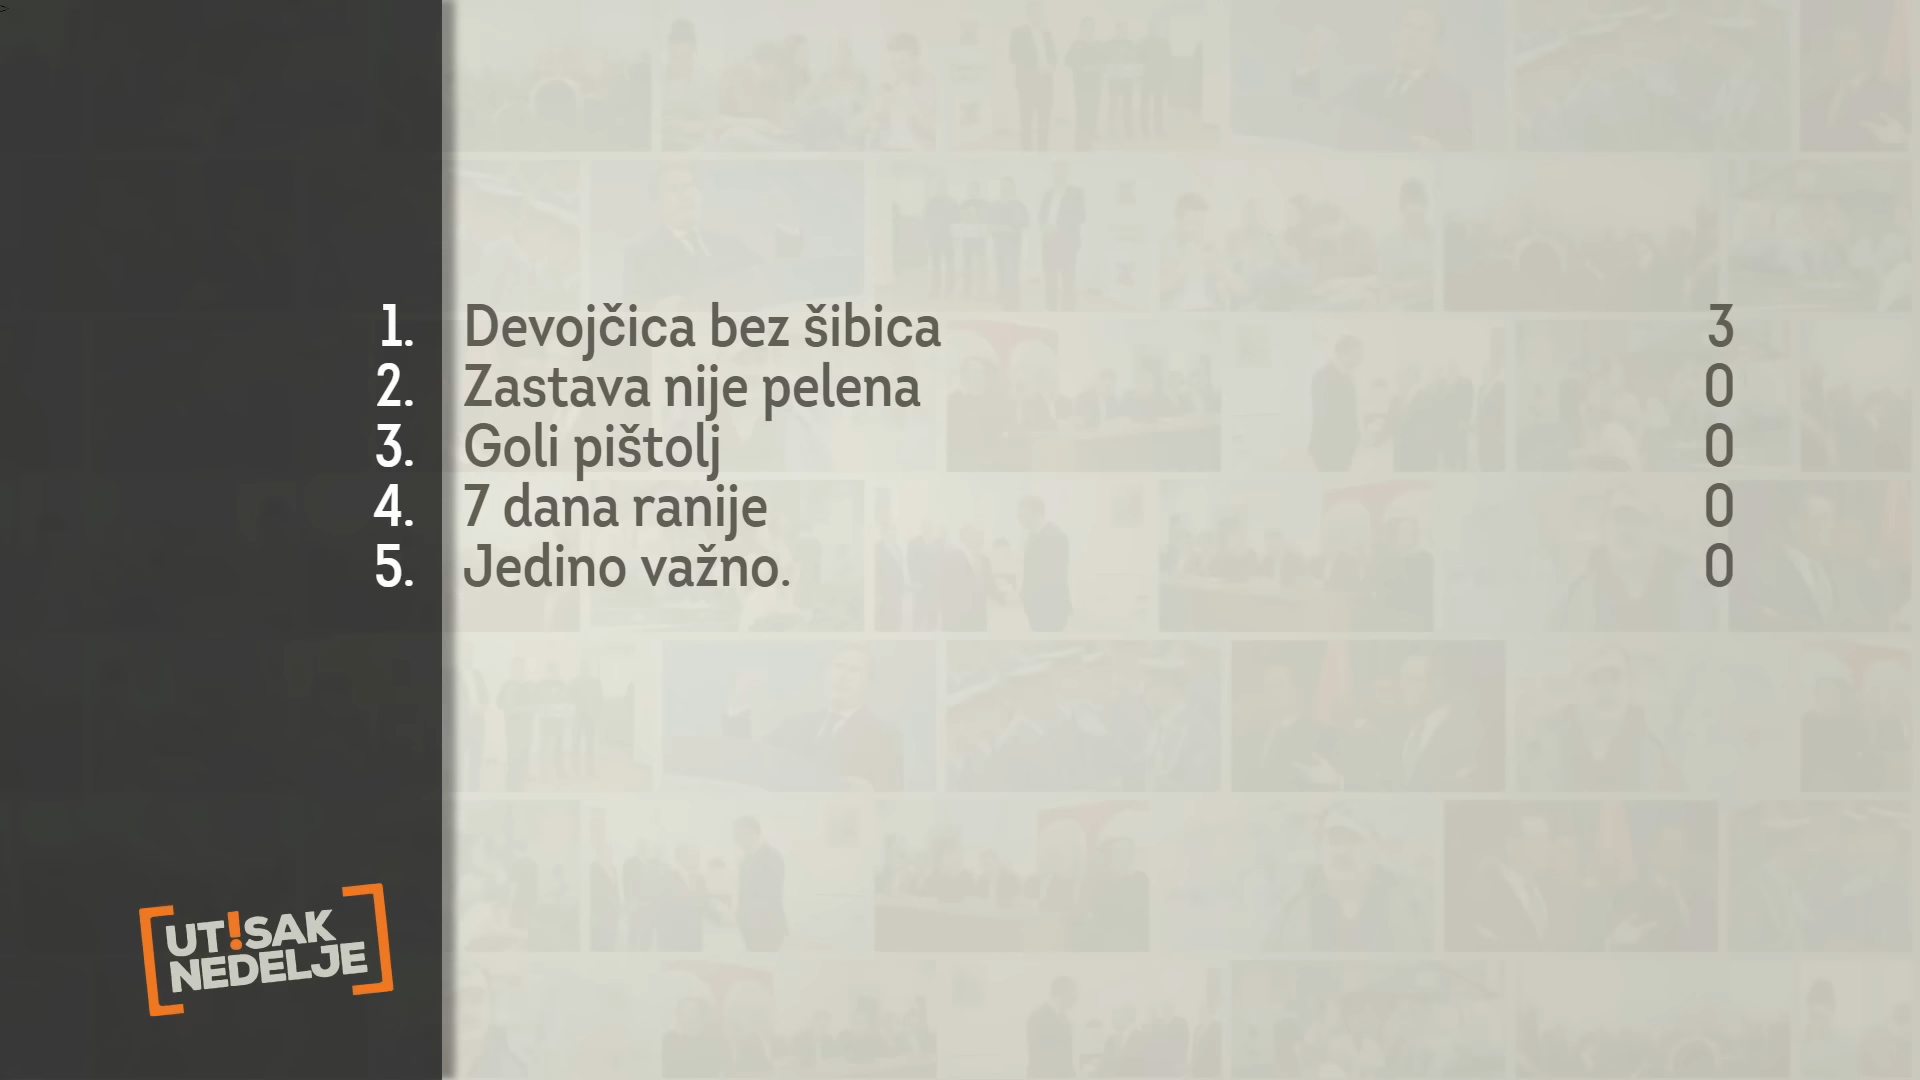 1. Devojčica bez šibica 3
2. Zastava nije pelena 0
3. Goli pištolj 0
4. 7 dana ranije 0
5. Jedino važno. 0
UT!SAK
NEDELJE